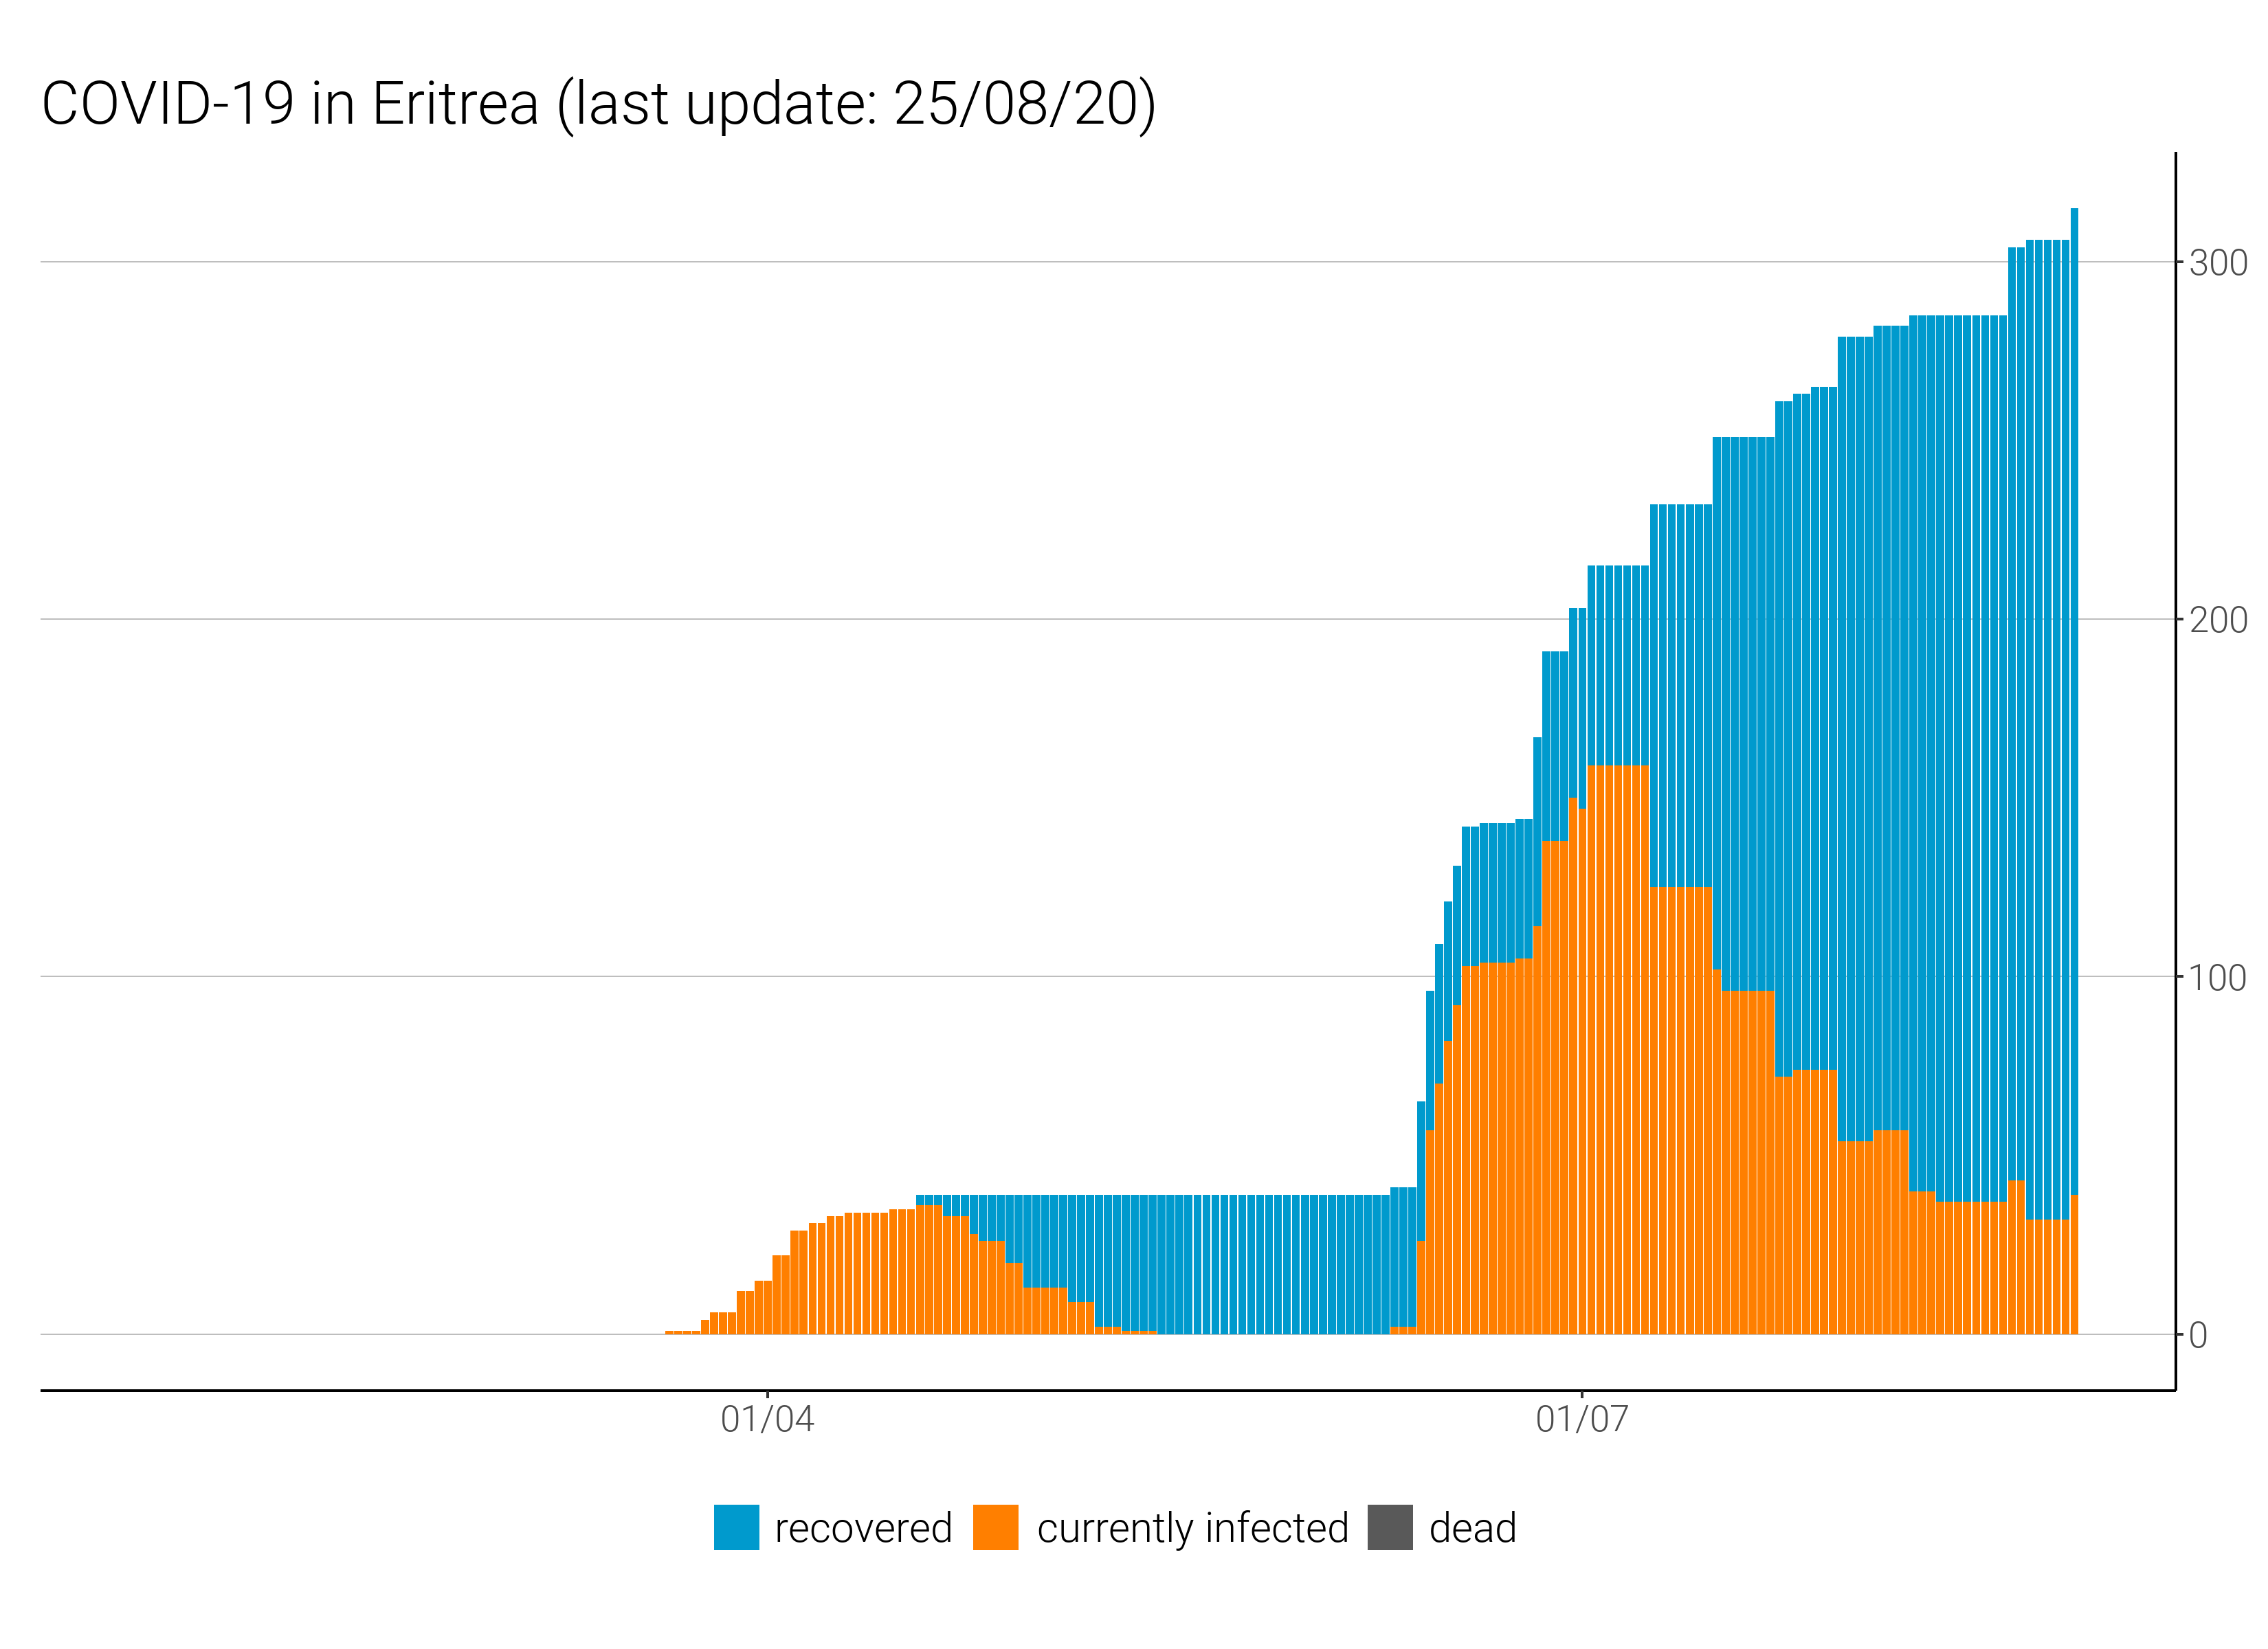 COVID-19 in Eritrea (last update: 25/08/20)
300
200
100
0
01/04 01/07
recovered currently infected dead